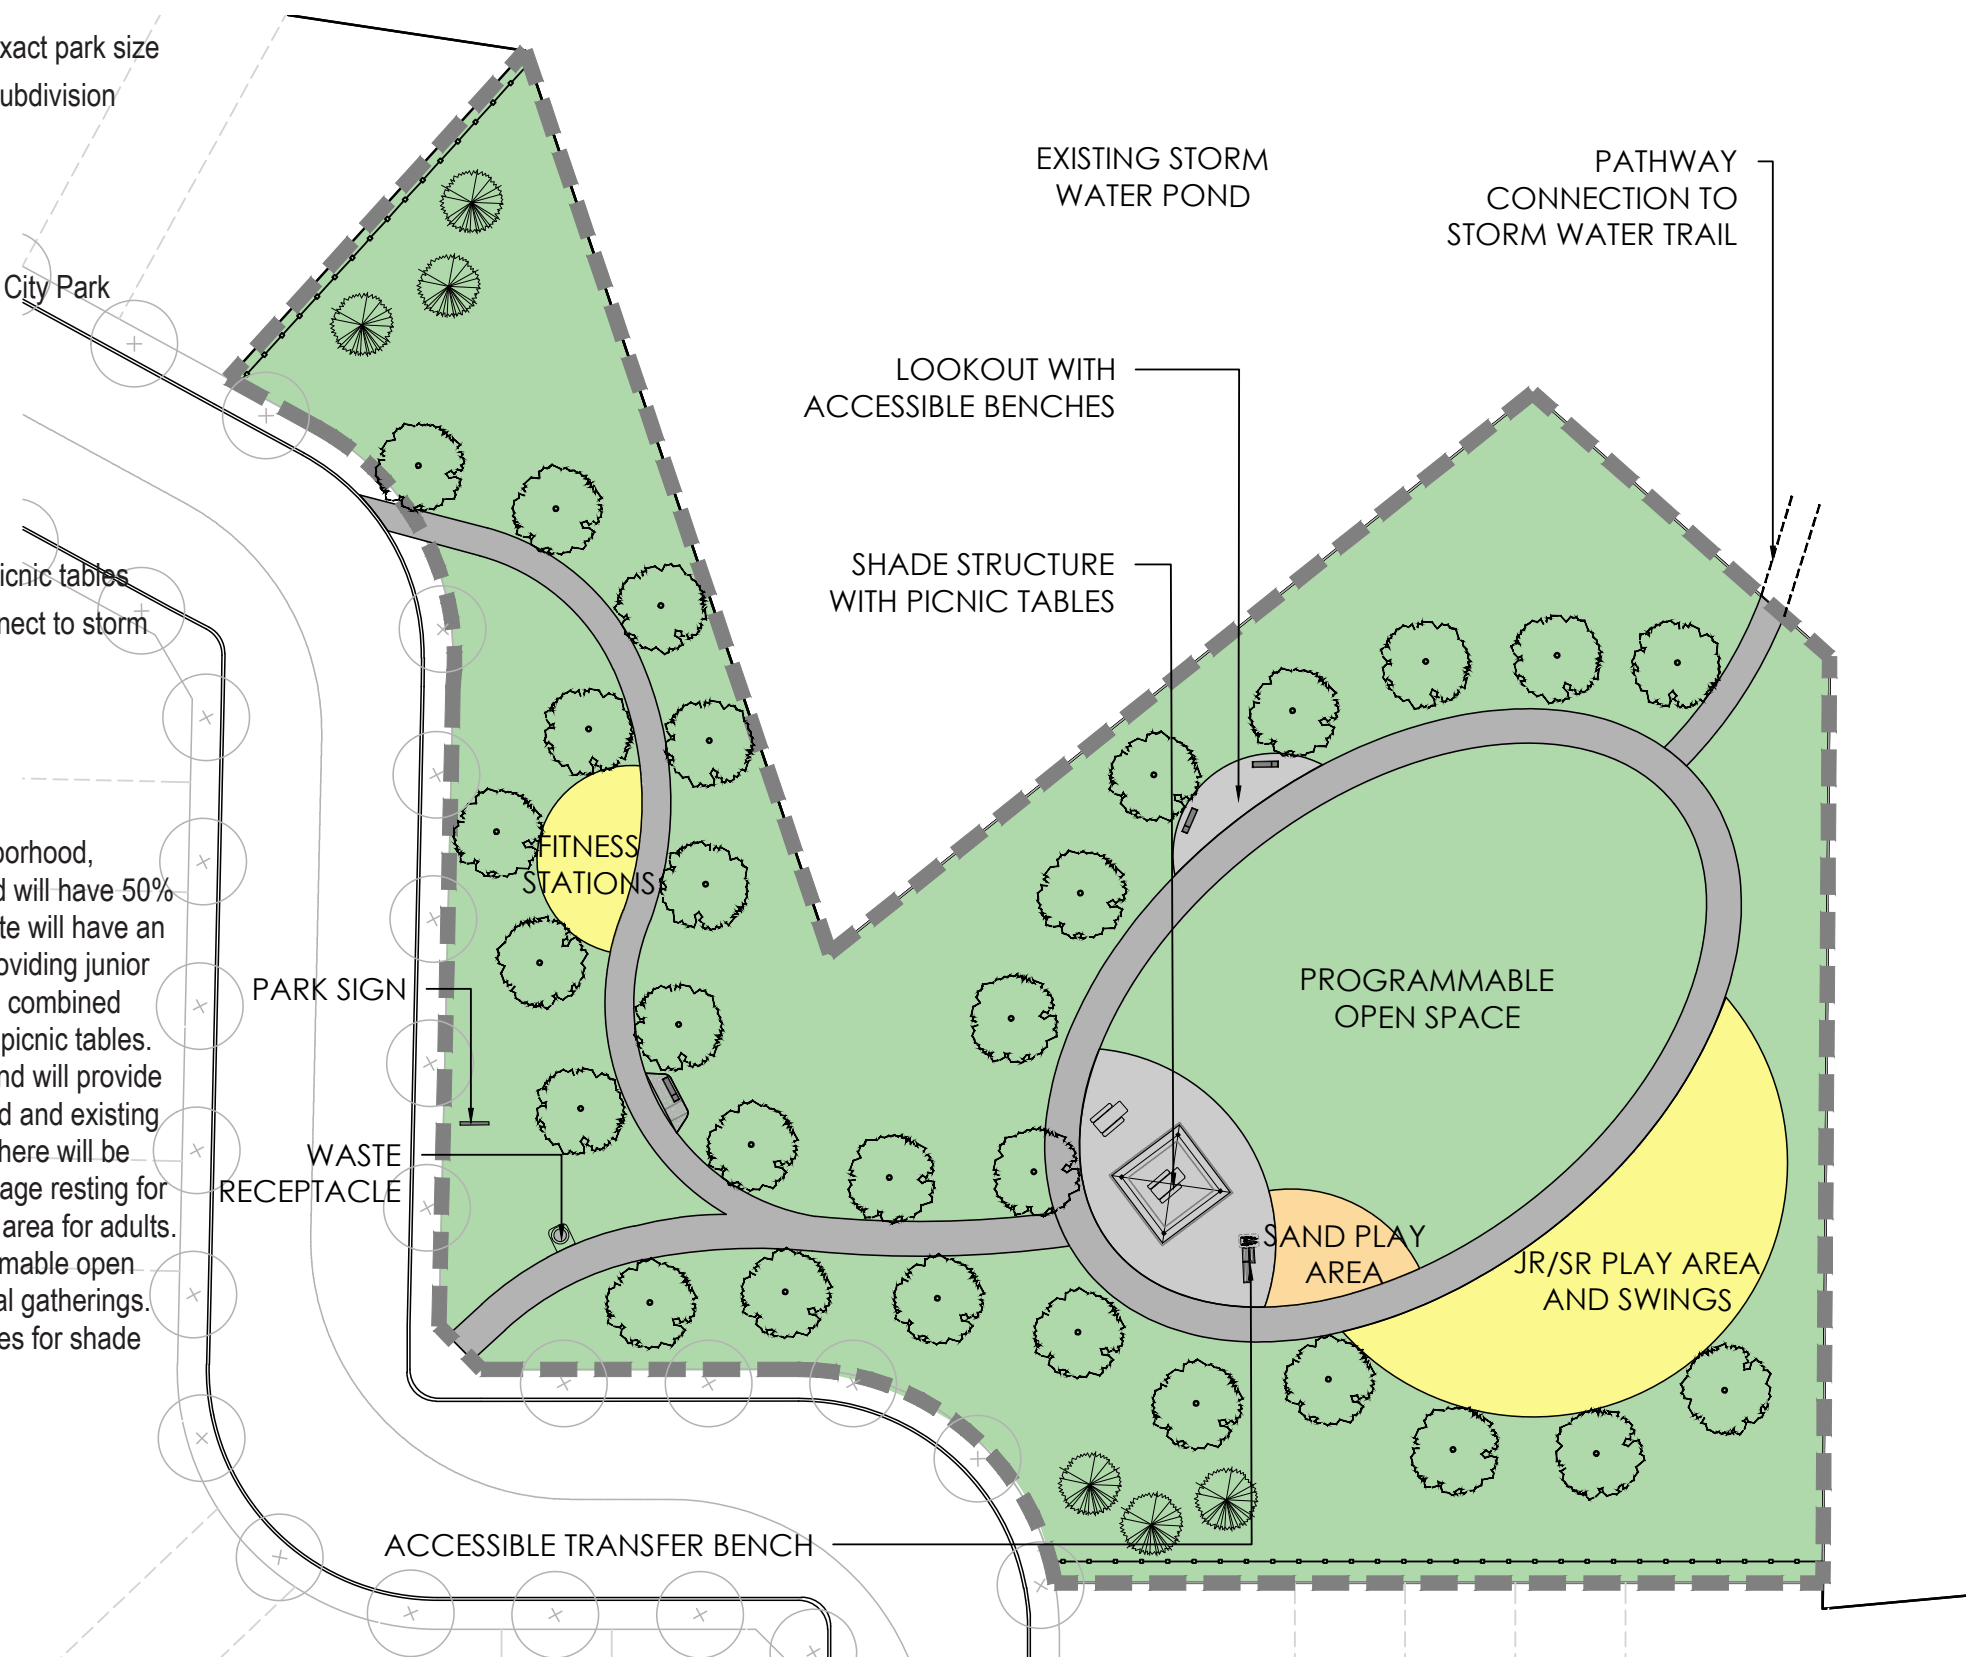 xact park size
ubdivision
City Park
icnic tables
nect to storm
borhood,
d will have 50%
te will have an
oviding junior
combined
picnic tables.
nd will provide
d and existing
here will be
age resting for
area for adults.
mable open
al gatherings.
es for shade
EXISTING STORM
WATER POND
PATHWAY
CONNECTION TO
STORM WATER TRAIL
LOOKOUT WITH
ACCESSIBLE BENCHES
SHADE STRUCTURE
WITH PICNIC TABLES
FITNESS
STATIONS
PARK SIGN
PROGRAMMABLE
OPEN SPACE
WASTE
RECEPTACLE
SAND PLAY
AREA
JR/SR PLAY AREA
AND SWINGS
ACCESSIBLE TRANSFER BENCH